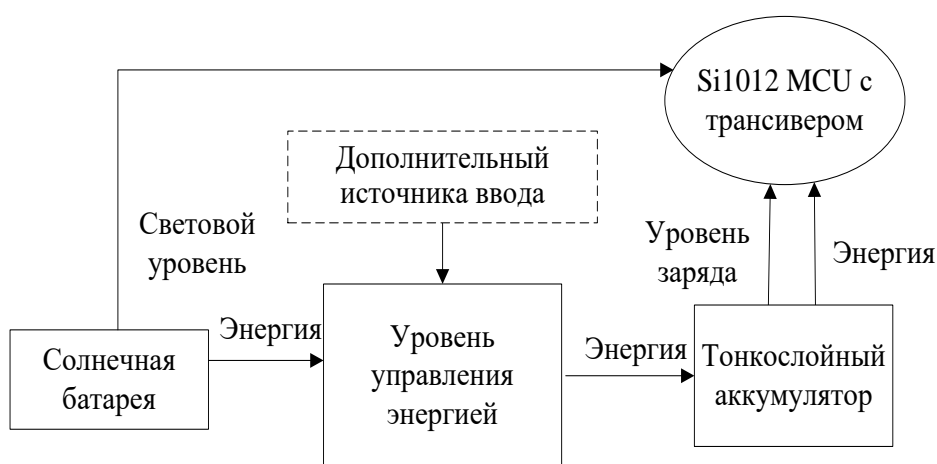 Si1012 MCU с
трансивером
Дополнительный
источника ввода
Световой
уровень
Уровень
заряда
Энергия
Энергия
Солнечная
батарея
Уровень
управления
энергией
Энергия
Тонкослойный
аккумулятор